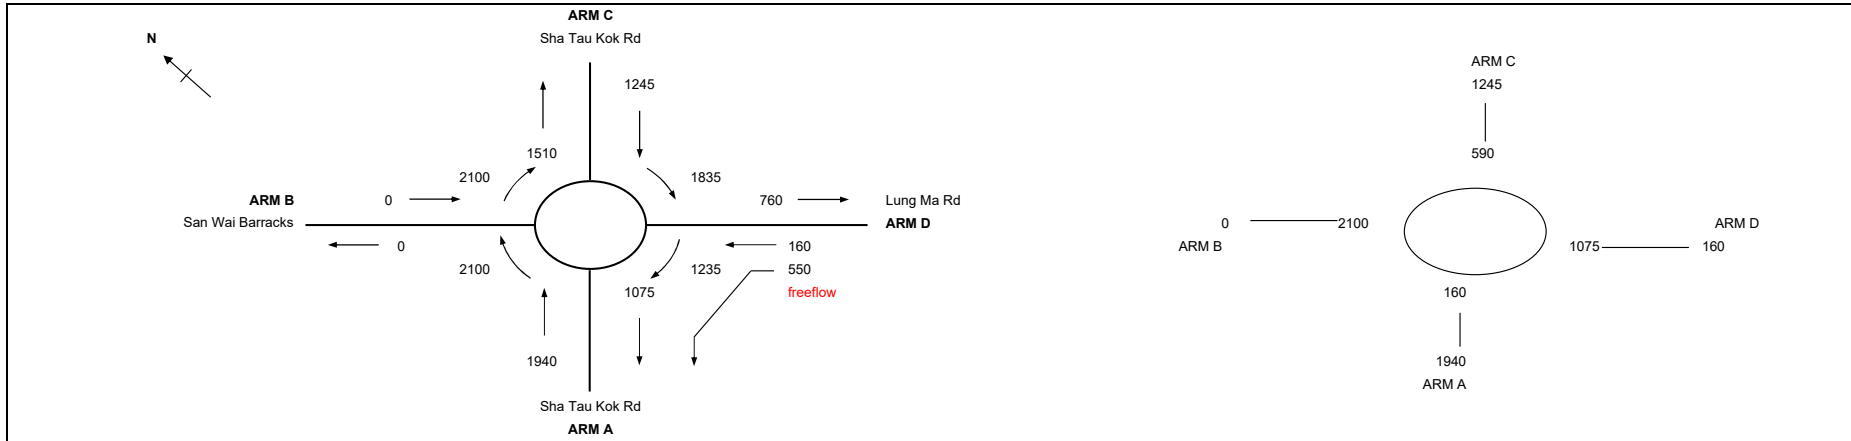 ARM C
N
Sha Tau Kok Rd
1245
1510
2100
1835
ARM B
0
760
Lung Ma Rd
San Wai Barracks
ARM D
0
160
2100
1235
550
1075
freeflow
1940
Sha Tau Kok Rd
ARM A
ARM C
1245
590
0
2100
ARM D
ARM B
1075
160
160
1940
ARM A